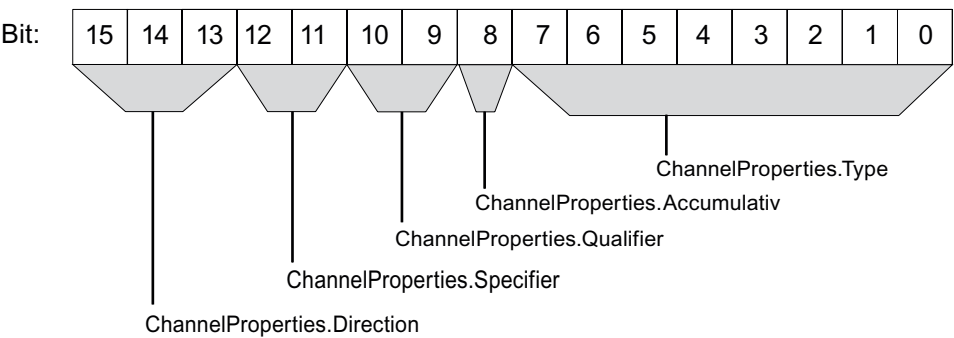 Bit: 15 14 13 12 11 10 9 8 7 6 5 4 3 2 1 0
ChannelProperties.Type
ChannelProperties.Accumulativ
ChannelProperties.Qualifier
ChannelProperties.Specifier
ChannelProperties.Direction